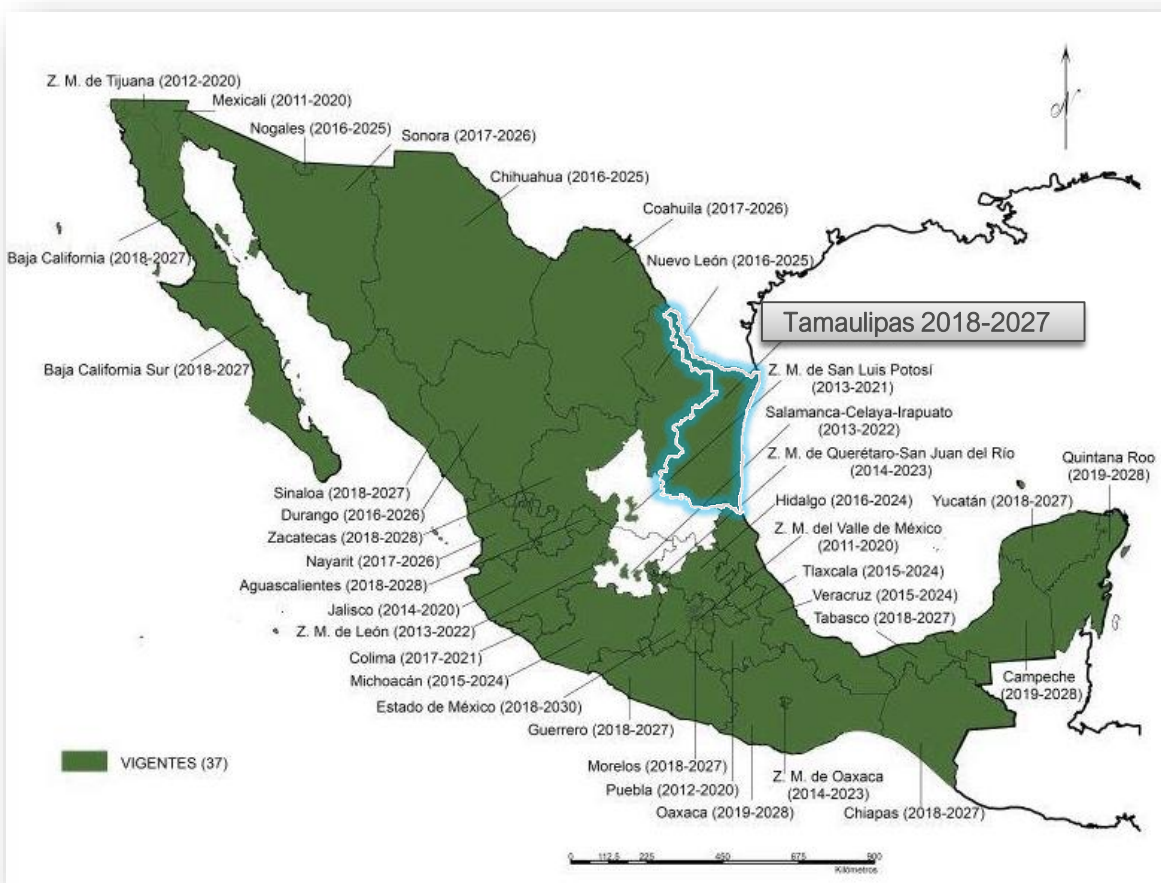 Z. M. de Tijuana (2012-2020)
Mexicali (2011-2020)
Nogales (2016-2025)
Sonora (2017-2026)
Chihuahua (2016-2025)
Coahuila (2017-2026)
Nuevo León (2016-2025)
Baja California (2018-2027)
Tamaulipas 2018-2027
Baja California Sur (2018-2027
Z. M. de San Luis Potosí
(2013-2021)
Salamanca-Celaya-Irapuato
(2013-2022)
Z. M. de Querétaro-San Juan del Río
(2014-2023)
Quintana Roo
(2019-2028)
Hidalgo (2016-2024)
Yucatán (2018-2027)
Z. M. del Valle de México
(2011-2020)
Tlaxcala (2015-2024)
Veracruz (2015-2024)
Tabasco (2018-2027)
Sinaloa (2018-2027)
Durango (2016-2026)
Zacatecas (2018-2028)
Nayarit (2017-2026)
Aguascalientes (2018-2028)
Jalisco (2014-2020)
Z. M. de León (2013-2022)
Colima (2017-2021)
Michoacán (2015-2024)
Estado de México (2018-2030)
Guerrero (2018-2027)
Campeche
(2019-2028)
Morelos (2018-2027)
Puebla (2012-2020)
Oaxaca (2019-2028)
Z. M. de Oaxaca
(2014-2023)
Chiapas (2018-2027)
VIGENTES (37)
0 112.5 225 450 675 900
Kilómetros